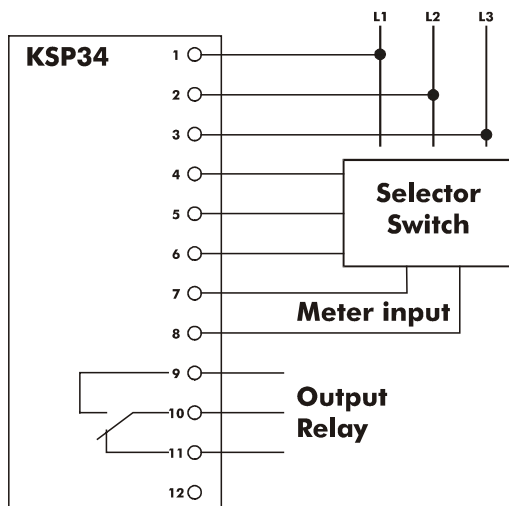 L1 L2 L3
KSP34
1
2
3
4
Selector
Switch
5
6
7
Meter input
8
9
Output
Relay
10
11
12